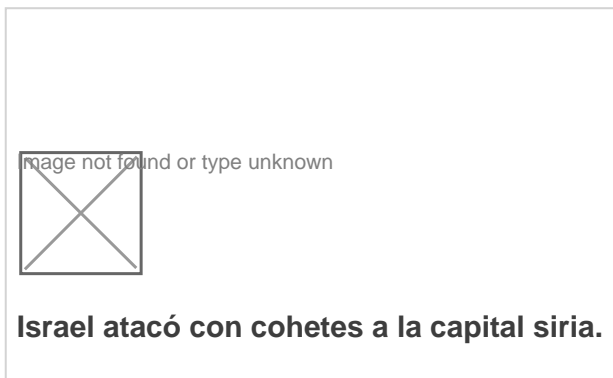 Image not found or type unknown
Israel atacó con cohetes a la capital siria.